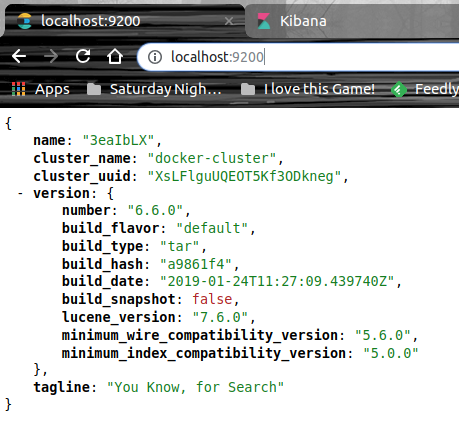 localhost:9200
Kibana
localhost:9200
Apps
Saturday Nigh…
I love this Game!
Feedly
{
name: "3eaIbLX",
cluster_name: "docker-cluster",
cluster_uuid: "XsLFlguUQEOT5Kf3ODkneg",
- version: {
number: "6.6.0",
build_flavor: "default",
build_type: "tar",
build_hash: "a9861f4",
build_date: "2019-01-24T11:27:09.439740Z",
build_snapshot: false,
lucene_version: "7.6.0",
minimum_wire_compatibility_version: "5.6.0",
minimum_index_compatibility_version: "5.0.0"
},
tagline: "You Know, for Search"
}